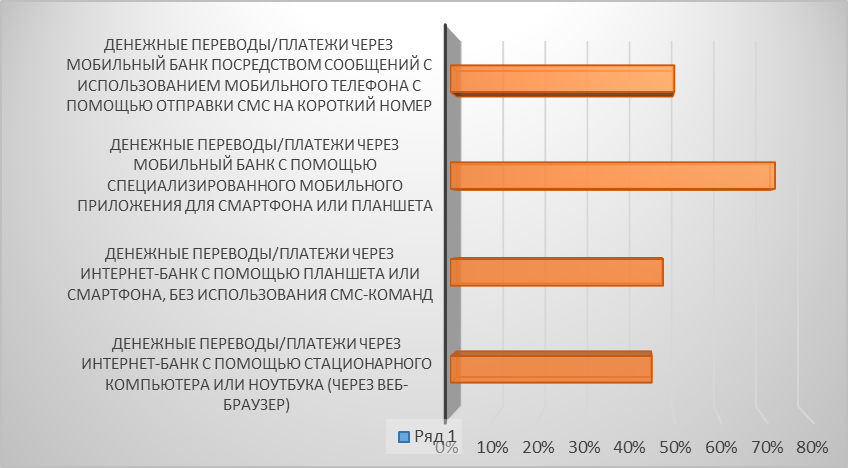 ДЕНЕЖНЫЕ ПЕРЕВОДЫ/ПЛАТЕЖИ ЧЕРЕЗ
МОБИЛЬНЫЙ БАНК ПОСРЕДСТВОМ СООБЩЕНИЙ С
ИСПОЛЬЗОВАНИЕМ МОБИЛЬНОГО ТЕЛЕФОНА С
ПОМОЩЬЮ ОТПРАВКИ СМС НА КОРОТКИЙ НОМЕР
ДЕНЕЖНЫЕ ПЕРЕВОДЫ/ПЛАТЕЖИ ЧЕРЕЗ
МОБИЛЬНЫЙ БАНК С ПОМОЩЬЮ
СПЕЦИАЛИЗИРОВАННОГО МОБИЛЬНОГО
ПРИЛОЖЕНИЯ ДЛЯ СМАРТФОНА ИЛИ ПЛАНШЕТА
ДЕНЕЖНЫЕ ПЕРЕВОДЫ/ПЛАТЕЖИ ЧЕРЕЗ
ИНТЕРНЕТ-БАНК С ПОМОЩЬЮ ПЛАНШЕТА ИЛИ
СМАРТФОНА, БЕЗ ИСПОЛЬЗОВАНИЯ СМС-КОМАНД
ДЕНЕЖНЫЕ ПЕРЕВОДЫ/ПЛАТЕЖИ ЧЕРЕЗ
ИНТЕРНЕТ-БАНК С ПОМОЩЬЮ СТАЦИОНАРНОГО
КОМПЬЮТЕРА ИЛИ НОУТБУКА (ЧЕРЕЗ ВЕБ-
БРАУЗЕР)
Ряд 1
0% 10% 20% 30% 40% 50% 60% 70% 80%